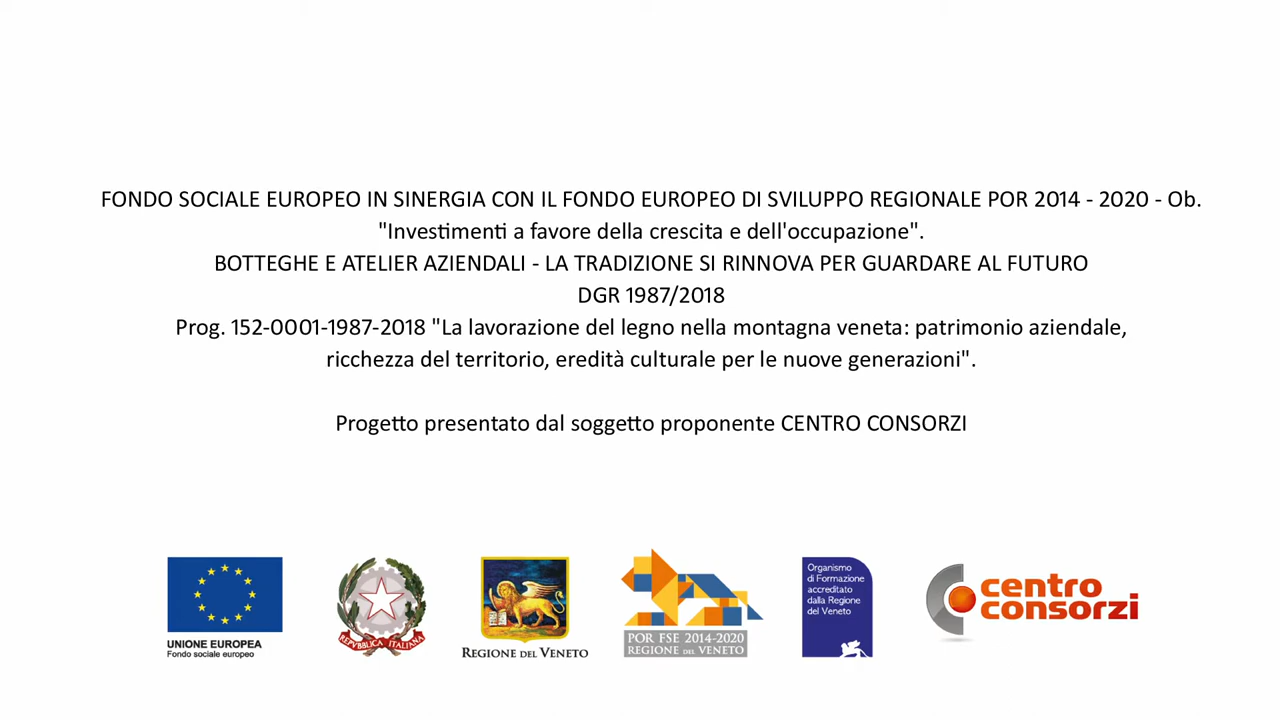 FONDO SOCIALE EUROPEO IN SINERGIA CON IL FONDO EUROPEO DI SVILUPPO REGIONALE POR 2014 - 2020 - Ob.
"Investimenti a favore della crescita e dell'occupazione".
BOTTEGHE E ATELIER AZIENDALI - LA TRADIZIONE SI RINNOVA PER GUARDARE AL FUTURO
DGR 1987/2018
Prog. 152-0001-1987-2018 "La lavorazione del legno nella montagna veneta: patrimonio aziendale,
ricchezza del territorio, eredità culturale per le nuove generazioni".
Progetto presentato dal soggetto proponente CENTRO CONSORZI
UNIONE EUROPEA
Fondo sociale europeo
REPVBBLICA ITALIANA
REGIONE DEL VENETO
POR FSE 2014-2020
REGIONE DEL VENETO
Organismo
di Formazione
accreditato
dalla Regione
del Veneto
centro
consorzi